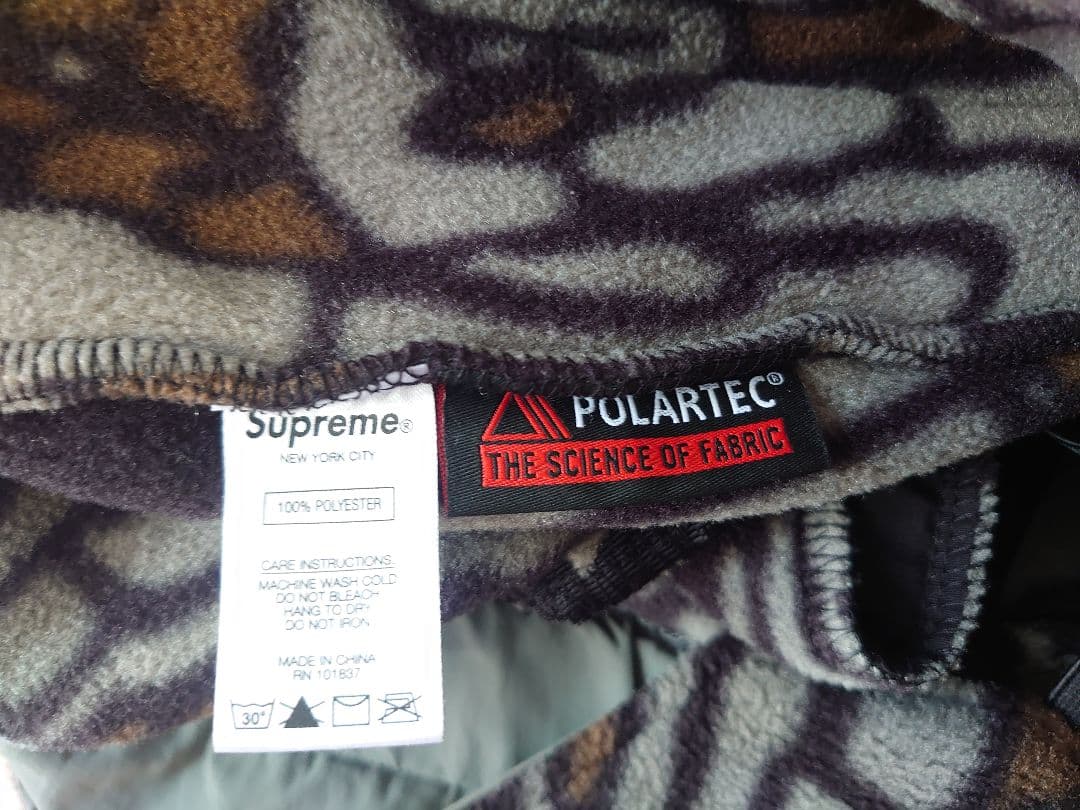 Supreme®
NEW YORK CITY
100% POLYESTER
CARE INSTRUCTIONS:
MACHINE WASH COLD
DO NOT BLEACH
HANG TO DRY
DO NOT IRON
MADE IN CHINA
RN 101837
30°
POLARTEC®
THE SCIENCE OF FABRIC